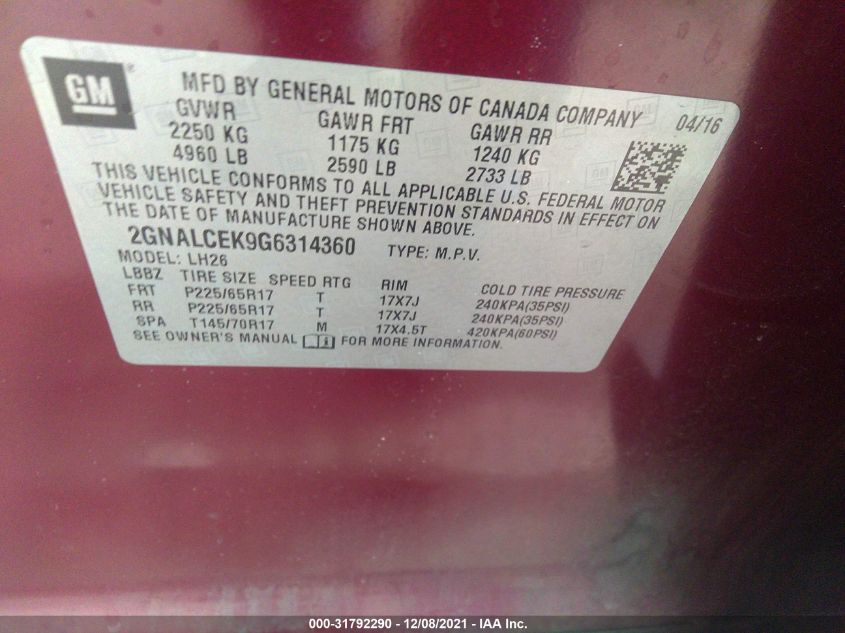 GM
MFD BY GENERAL MOTORS OF CANADA COMPANY 04/16
GVWR GAWR FRT GAWR RR
2250 KG 1175 KG 1240 KG
4960 LB 2590 LB 2733 LB
THIS VEHICLE CONFORMS TO ALL APPLICABLE U.S. FEDERAL MOTOR
VEHICLE SAFETY AND THEFT PREVENTION STANDARDS IN EFFECT ON
THE DATE OF MANUFACTURE SHOWN ABOVE.
2GNALCEK9G6314360 TYPE: M.P.V.
MODEL: LH26
LBBZ TIRE SIZE SPEED RTG RIM COLD TIRE PRESSURE
FRT P225/65R17 T 17X7J 240KPA(35PSI)
RR P225/65R17 T 17X7J 240KPA(35PSI)
SPA T145/70R17 M 17X4.5T 420KPA(60PSI)
SEE OWNER'S MANUAL i FOR MORE INFORMATION.
000-31792290 - 12/08/2021 - IAA Inc.